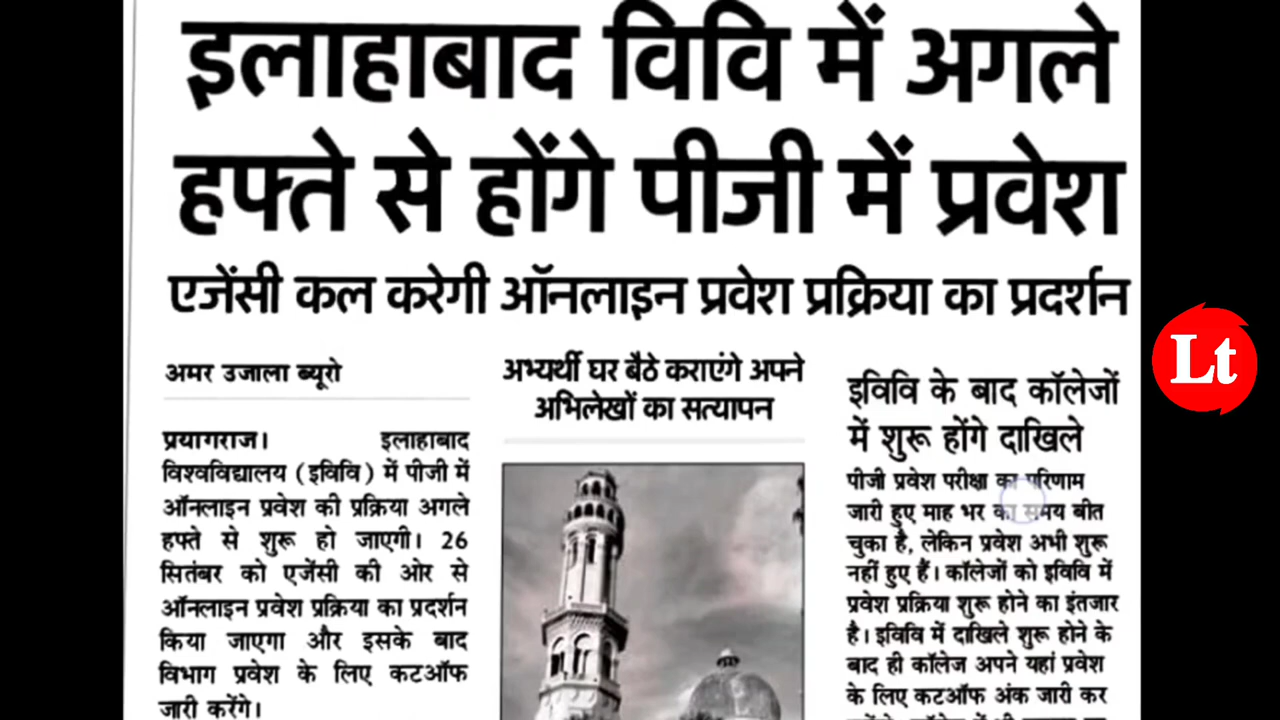 इलाहाबाद विवि में अगले
हफ्ते से होंगे पीजी में प्रवेश
एजेंसी कल करेगी ऑनलाइन प्रवेश प्रक्रिया का प्रदर्शन
अमर उजाला ब्यूरो
प्रयागराज। इलाहाबाद
विश्वविद्यालय (इविवि) में पीजी में
ऑनलाइन प्रवेश की प्रक्रिया अगले
हफ्ते से शुरू हो जाएगी। 26
सितंबर को एजेंसी की ओर से
ऑनलाइन प्रवेश प्रक्रिया का प्रदर्शन
किया जाएगा और इसके बाद
विभाग प्रवेश के लिए कटऑफ
जारी करेंगे।
अभ्यर्थी घर बैठे कराएंगे अपने
अभिलेखों का सत्यापन
इविवि के बाद कॉलेजों
में शुरू होंगे दाखिले
पीजी प्रवेश परीक्षा का परिणाम
जारी हुए माह भर का समय बीत
चुका है, लेकिन प्रवेश अभी शुरू
नहीं हुए हैं। कॉलेजों को इविवि में
प्रवेश प्रक्रिया शुरू होने का इंतजार
है। इविवि में दाखिले शुरू होने के
बाद ही कॉलेज अपने यहां प्रवेश
के लिए कटऑफ अंक जारी कर
Lt